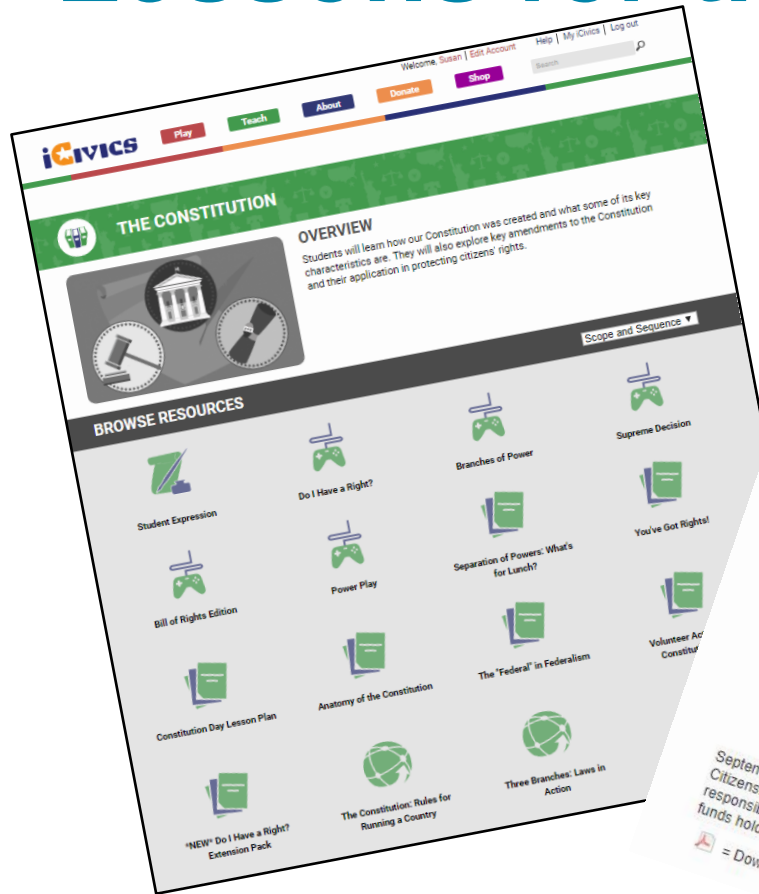 Welcome, Susan | Edit Account
Help | My iCivics | Log out
Search
iCIVICS
Play
Teach
About
Donate
Shop
THE CONSTITUTION
OVERVIEW
Students will learn how our Constitution was created and what some of its key
characteristics are. They will also explore key amendments to the Constitution
and their application in protecting citizens' rights.
Scope and Sequence
BROWSE RESOURCES
Student Expression
Do I Have a Right?
Branches of Power
Supreme Decision
Bill of Rights Edition
Power Play
Separation of Powers: What's
for Lunch?
You've Got Rights!
Constitution Day Lesson Plan
Anatomy of the Constitution
The "Federal" in Federalism
Volunteer
*NEW* Do I Have a Right?
Extension Pack
The Constitution: Rules for
Running a Country
Three Branches: Laws in
Action
funds
=